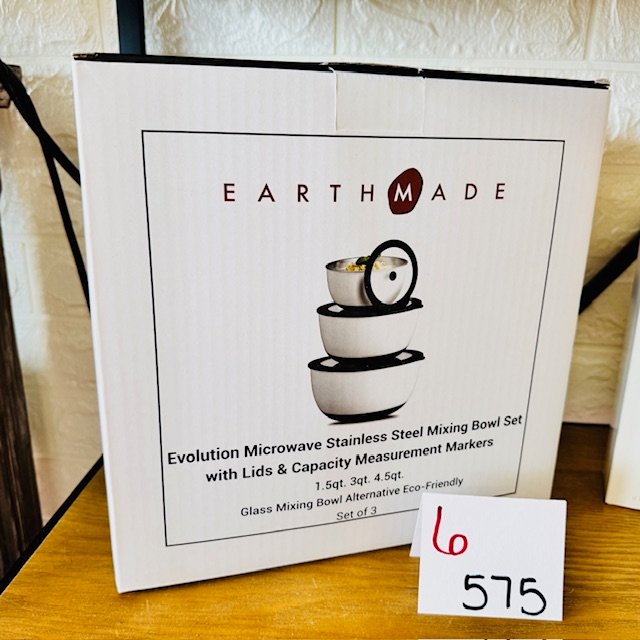 EARTHMADE
Evolution Microwave Stainless Steel Mixing Bowl Set
with Lids & Capacity Measurement Markers
1.5qt. 3qt. 4.5qt.
Glass Mixing Bowl Alternative Eco-Friendly
Set of 3
6
575